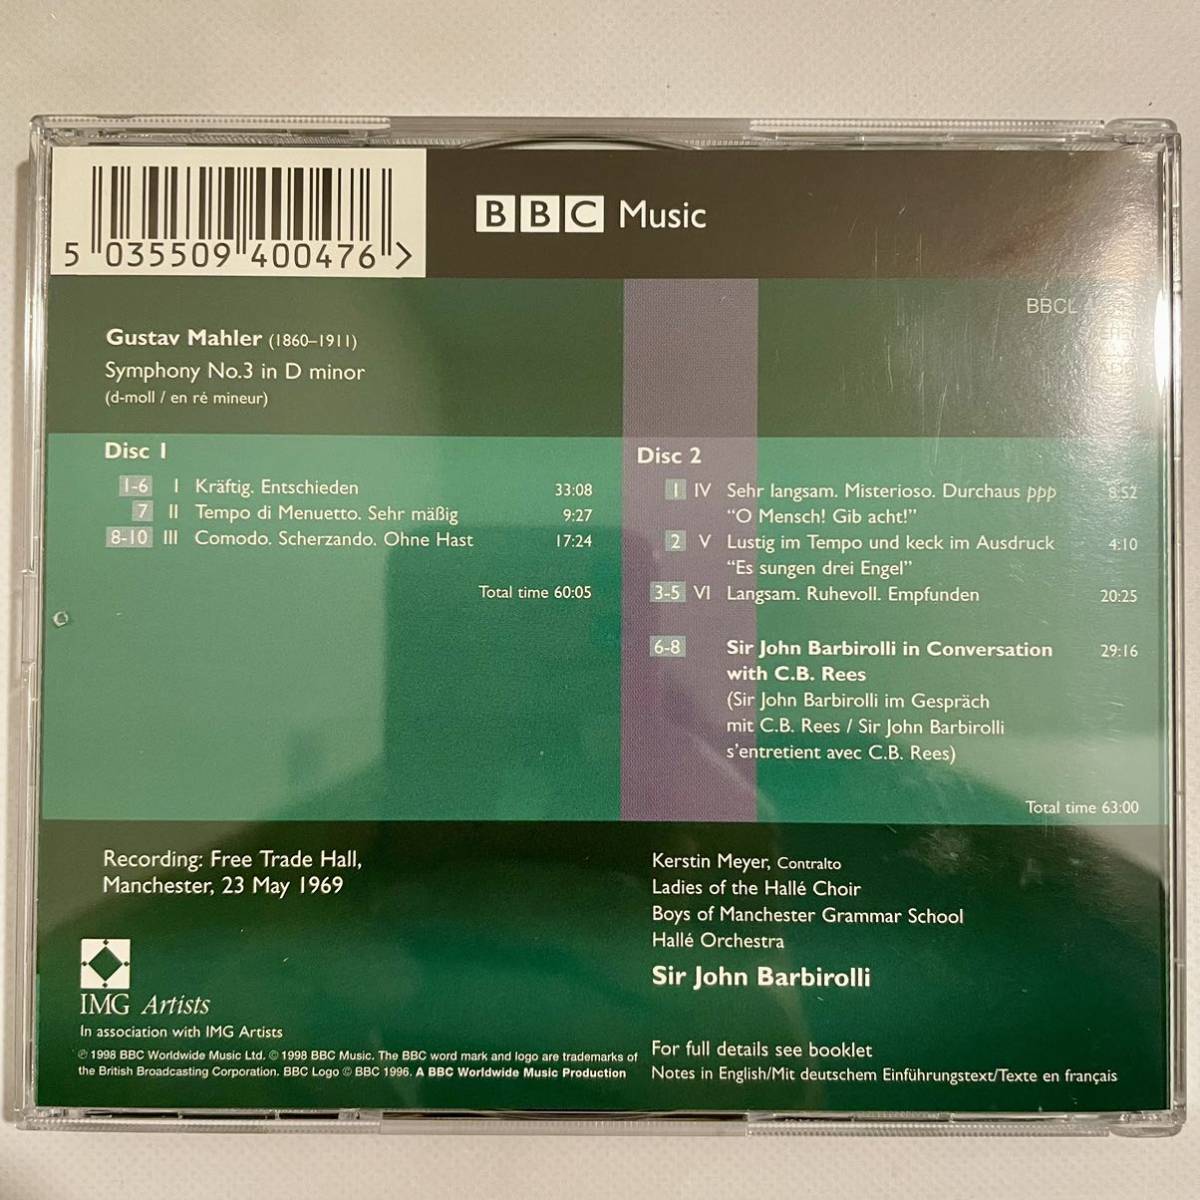 5 035509 400476 >
BBC Music
BBCL
Gustav Mahler (1860–1911)
Symphony No.3 in D minor
(d-moll / en ré mineur)
Disc 1
1-6 I Kräftig. Entschieden 33:08
7 II Tempo di Menuetto. Sehr mäßig 9:27
8-10 III Comodo. Scherzando. Ohne Hast 17:24
Total time 60:05
Disc 2
1 IV Sehr langsam. Misterioso. Durchaus ppp 8:52
“O Mensch! Gib acht!”
2 V Lustig im Tempo und keck im Ausdruck 4:10
“Es sungen drei Engel”
3-5 VI Langsam. Ruhevoll. Empfunden 20:25
6-8 Sir John Barbirolli in Conversation 29:16
with C.B. Rees
(Sir John Barbirolli im Gespräch
mit C.B. Rees / Sir John Barbirolli
s'entretient avec C.B. Rees)
Total time 63:00
Recording: Free Trade Hall,
Manchester, 23 May 1969
IMG Artists
In association with IMG Artists
℗ 1998 BBC Worldwide Music Ltd. © 1998 BBC Music. The BBC word mark and logo are trademarks of
the British Broadcasting Corporation. BBC Logo © BBC 1996. A BBC Worldwide Music Production
Kerstin Meyer, Contralto
Ladies of the Hallé Choir
Boys of Manchester Grammar School
Hallé Orchestra
Sir John Barbirolli
For full details see booklet
Notes in English/Mit deutschem Einführungstext/Texte en français